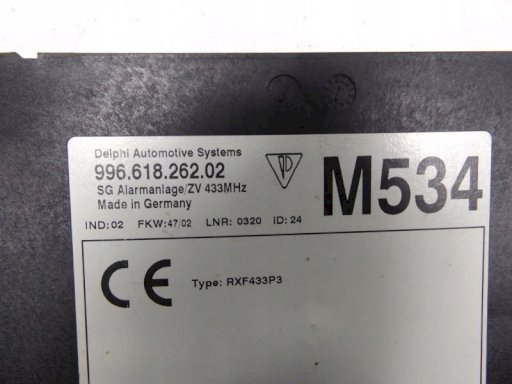 Delphi Automotive Systems
996.618.262.02
SG Alarmanlage/ZV 433MHz
Made in Germany
M534
IND: 02 FKW: 47/02 LNR: 0320 ID: 24
CE Type: RXF433P3